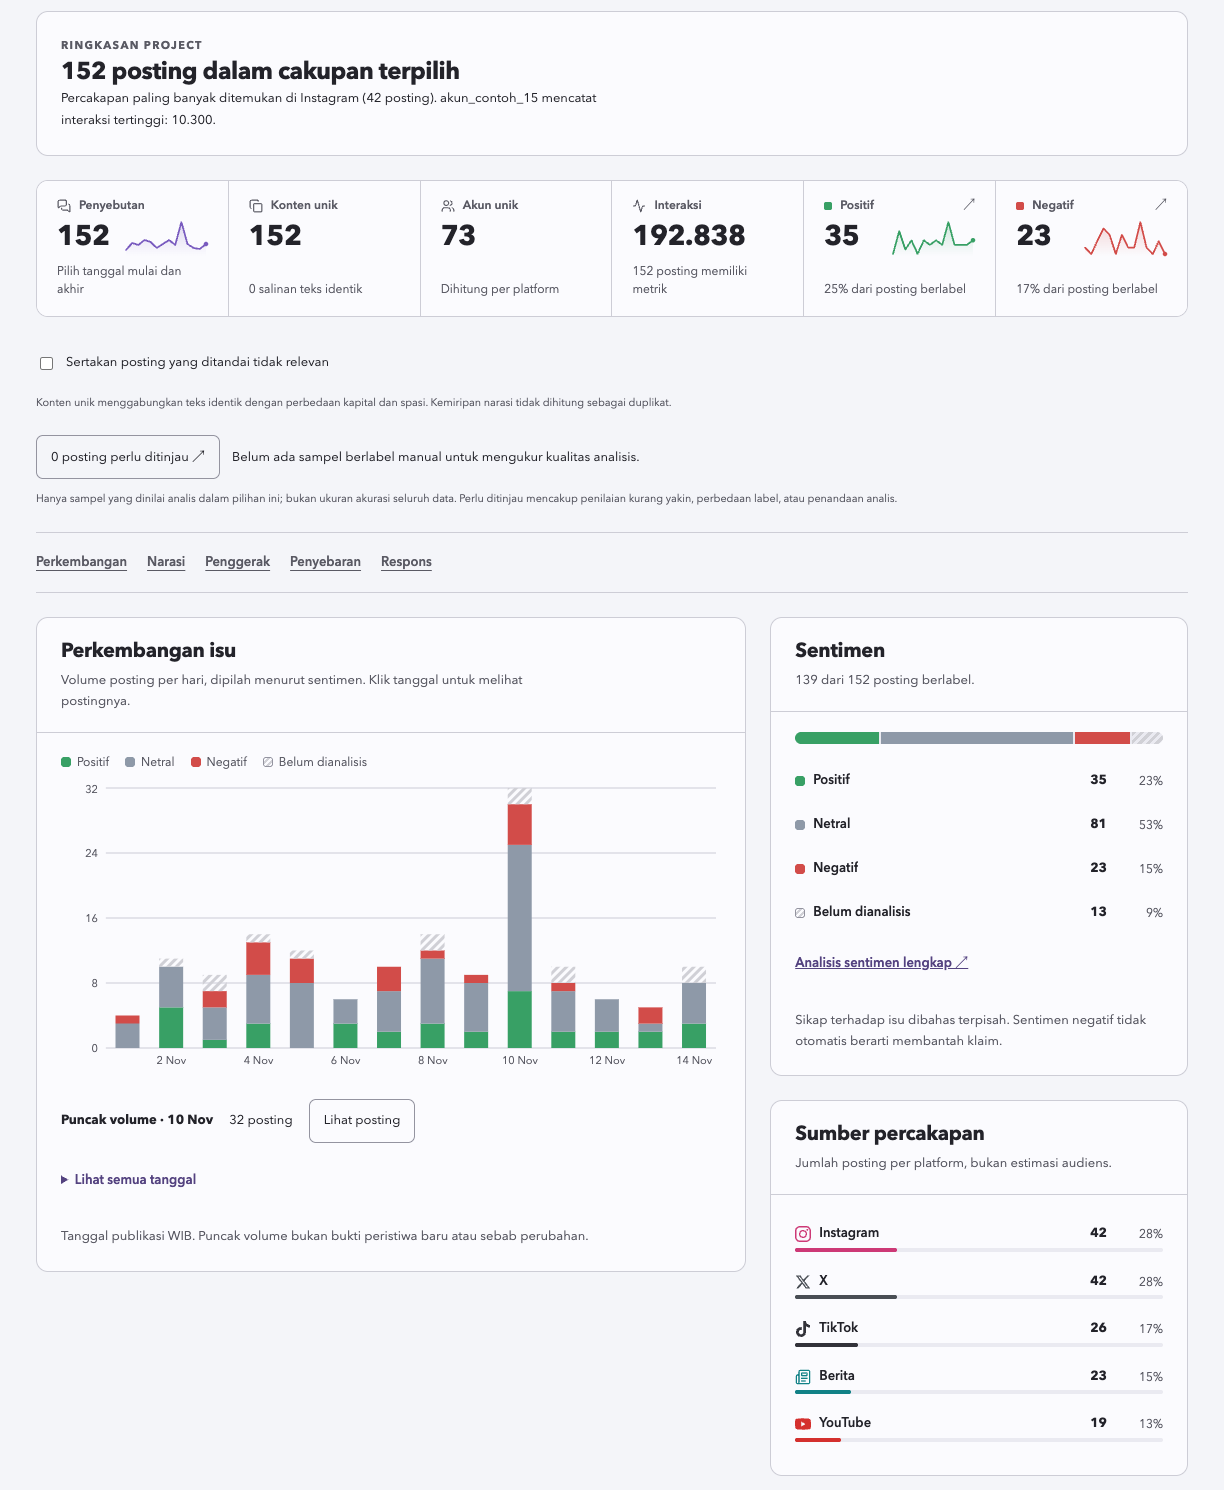 RINGKASAN PROJECT
152 posting dalam cakupan terpilih
Percakapan paling banyak ditemukan di Instagram (42 posting). akun_contoh_15 mencatat
interaksi tertinggi: 10.300.
Penyebutan
152
Pilih tanggal mulai dan
akhir
Konten unik
152
0 salinan teks identik
Akun unik
73
Dihitung per platform
Interaksi
192.838
152 posting memiliki
metrik
Positif
35
25% dari posting berlabel
Negatif
23
17% dari posting berlabel
Sertakan posting yang ditandai tidak relevan
Konten unik menggabungkan teks identik dengan perbedaan kapital dan spasi. Kemiripan narasi tidak dihitung sebagai duplikat.
0 posting perlu ditinjau
Belum ada sampel berlabel manual untuk mengukur kualitas analisis.
Hanya sampel yang dinilai analis dalam pilihan ini; bukan ukuran akurasi seluruh data. Perlu ditinjau mencakup penilaian kurang yakin, perbedaan label, atau penandaan analis.
Perkembangan Narasi Penggerak Penyebaran Respons
Perkembangan isu
Volume posting per hari, dipilah menurut sentimen. Klik tanggal untuk melihat
postingnya.
Positif Netral Negatif Belum dianalisis
32
24
16
8
0
2 Nov 4 Nov 6 Nov 8 Nov 10 Nov 12 Nov 14 Nov
Puncak volume · 10 Nov 32 posting Lihat posting
Lihat semua tanggal
Tanggal publikasi WIB. Puncak volume bukan bukti peristiwa baru atau sebab perubahan.
Sentimen
139 dari 152 posting berlabel.
Positif 35 23%
Netral 81 53%
Negatif 23 15%
Belum dianalisis 13 9%
Analisis sentimen lengkap
Sikap terhadap isu dibahas terpisah. Sentimen negatif tidak
otomatis berarti membantah klaim.
Sumber percakapan
Jumlah posting per platform, bukan estimasi audiens.
Instagram 42 28%
X 42 28%
TikTok 26 17%
Berita 23 15%
YouTube 19 13%